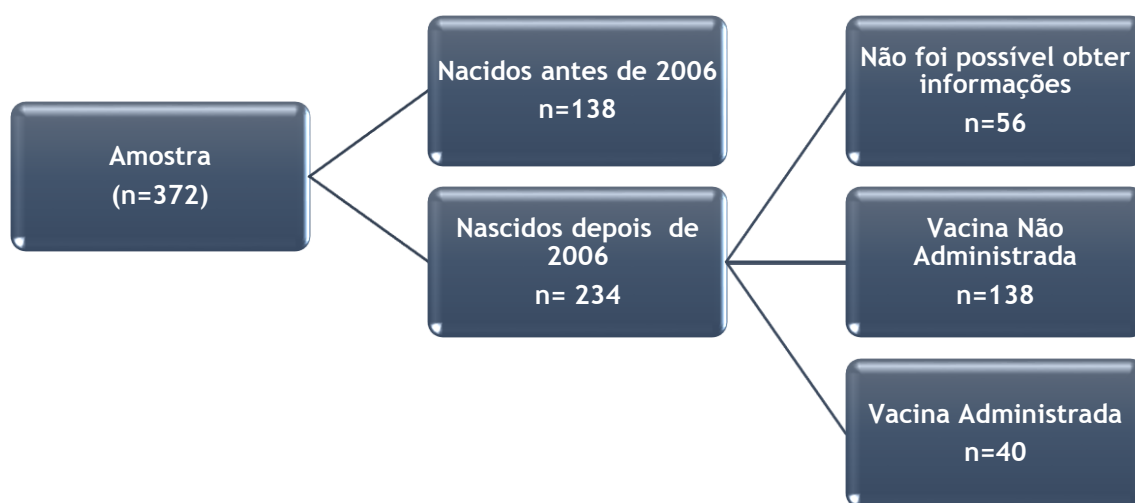 Amostra
(n=372)
Nacidos antes de 2006
n=138
Nascidos depois de
2006
n= 234
Não foi possível obter
informações
n=56
Vacina Não
Administrada
n=138
Vacina Administrada
n=40